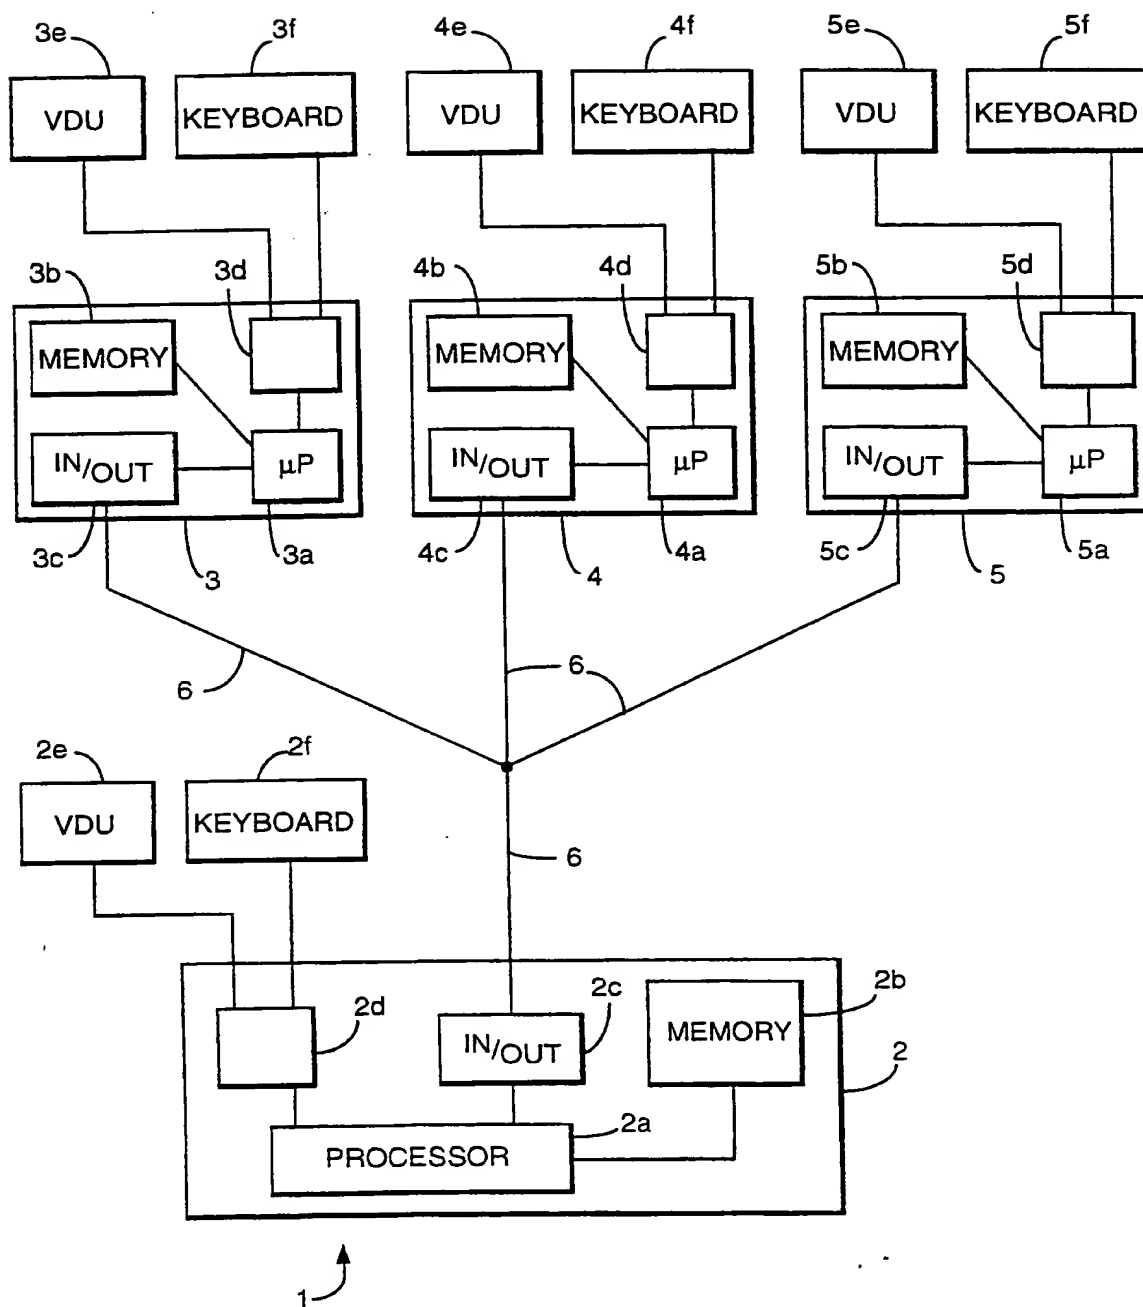 3e 3f 4e 4f 5e 5f
VDU KEYBOARD VDU KEYBOARD VDU KEYBOARD
3b 3d 4b 4d 5b 5d
MEMORY MEMORY MEMORY
IN/OUT µP IN/OUT µP IN/OUT µP
3c 3 3a 4c 4 4a 5c 5 5a
6 6
2e 2f
VDU KEYBOARD
6
2d 2c 2b
IN/OUT MEMORY
2
2a
PROCESSOR
1